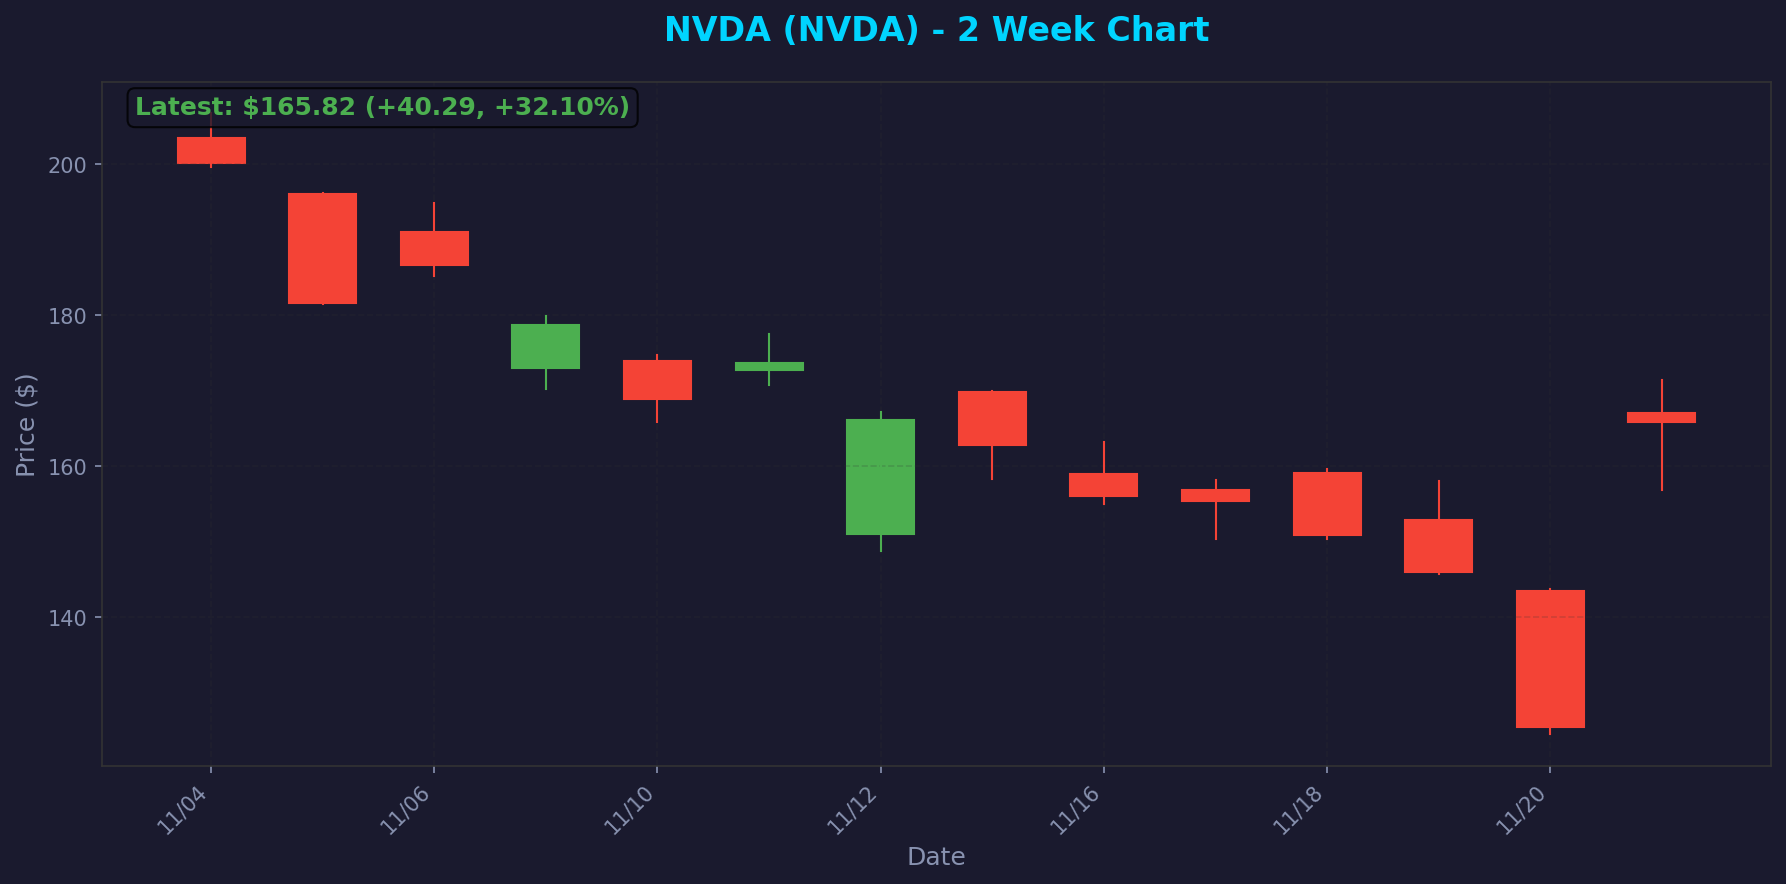 NVDA (NVDA) - 2 Week Chart
Latest: $165.82 (+40.29, +32.10%)
200
180
160
140
Price ($)
11/04
11/06
11/10
11/12
11/16
11/18
11/20
Date